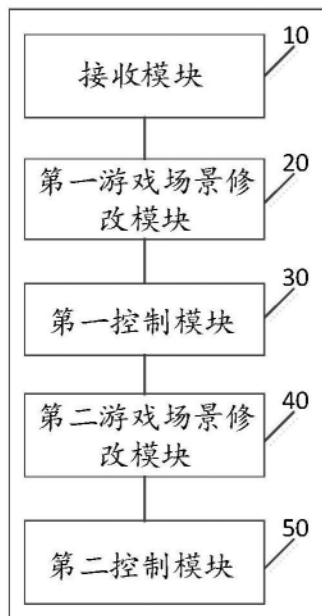 10
接收模块
20
第一游戏场景修
改模块
30
第一控制模块
40
第二游戏场景修
改模块
50
第二控制模块